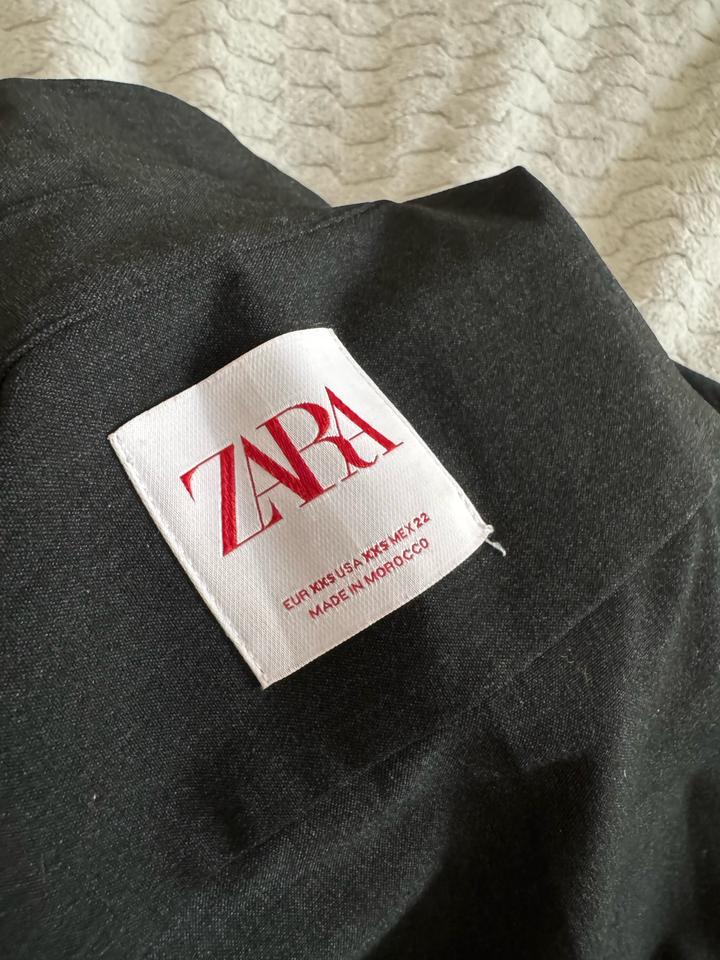 ZARA
EUR XXS USA XXS MEX 22
MADE IN MOROCCO